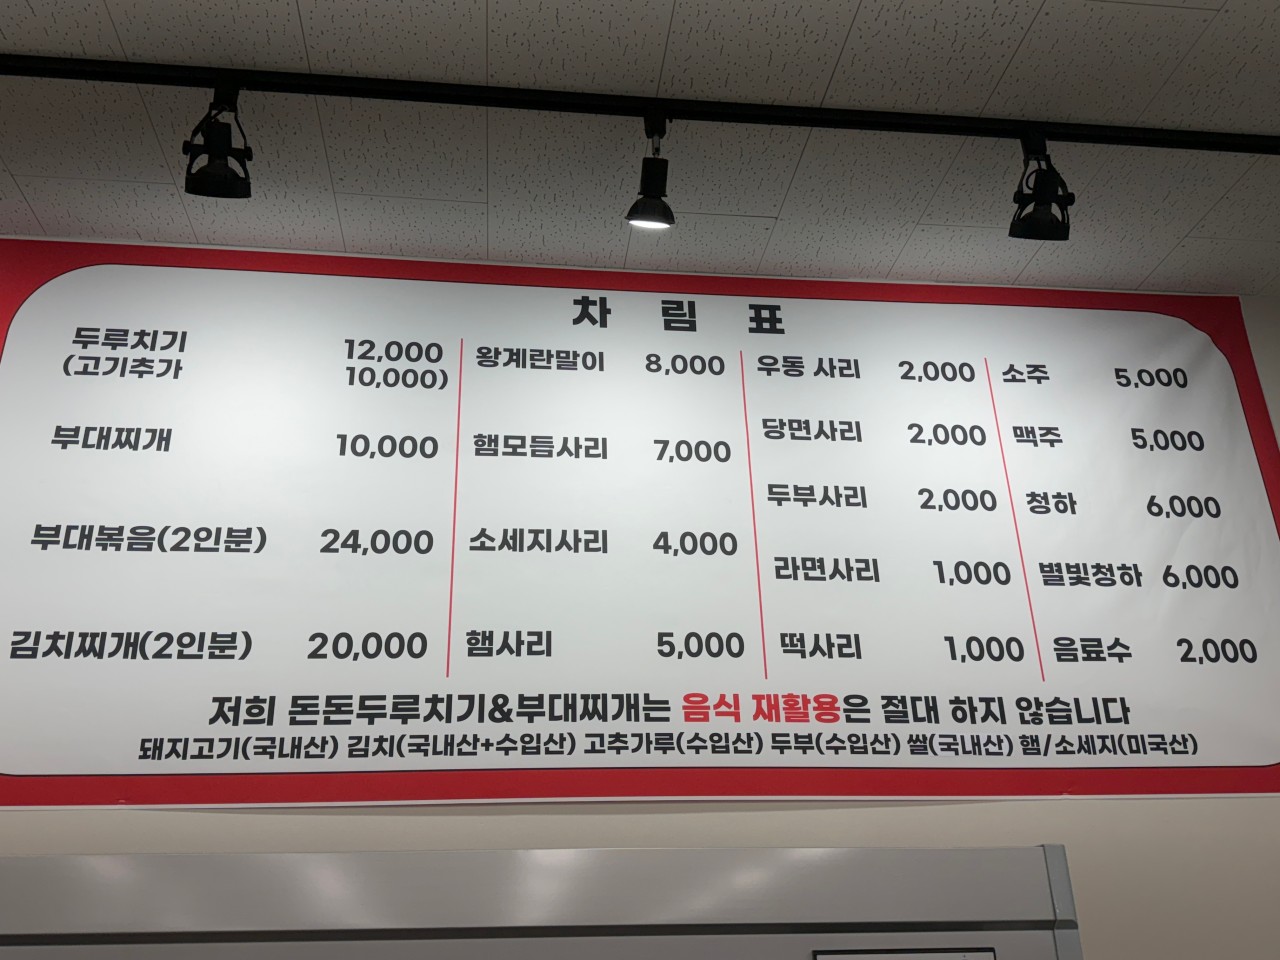 차림표
두루치기 12,000
(고기추가 10,000)
부대찌개 10,000
부대볶음(2인분) 24,000
김치찌개(2인분) 20,000
왕계란말이 8,000
햄모듬사리 7,000
소세지사리 4,000
햄사리 5,000
우동 사리 2,000
당면사리 2,000
두부사리 2,000
라면사리 1,000
떡사리 1,000
소주 5,000
맥주 5,000
청하 6,000
별빛청하 6,000
음료수 2,000
저희 돈돈두루치기&부대찌개는 음식 재활용은 절대 하지 않습니다
돼지고기(국내산) 김치(국내산+수입산) 고추가루(수입산) 두부(수입산) 쌀(국내산) 햄/소세지(미국산)